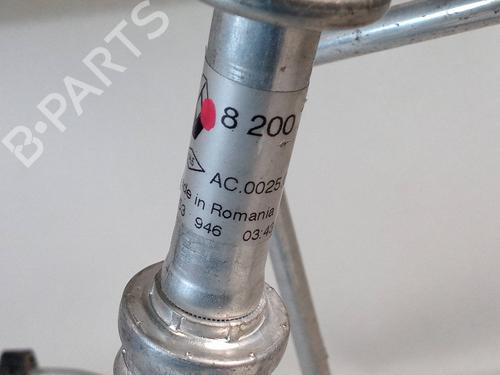 B-PARTS
8 200
AC.0025
de in Romania
946 03:43